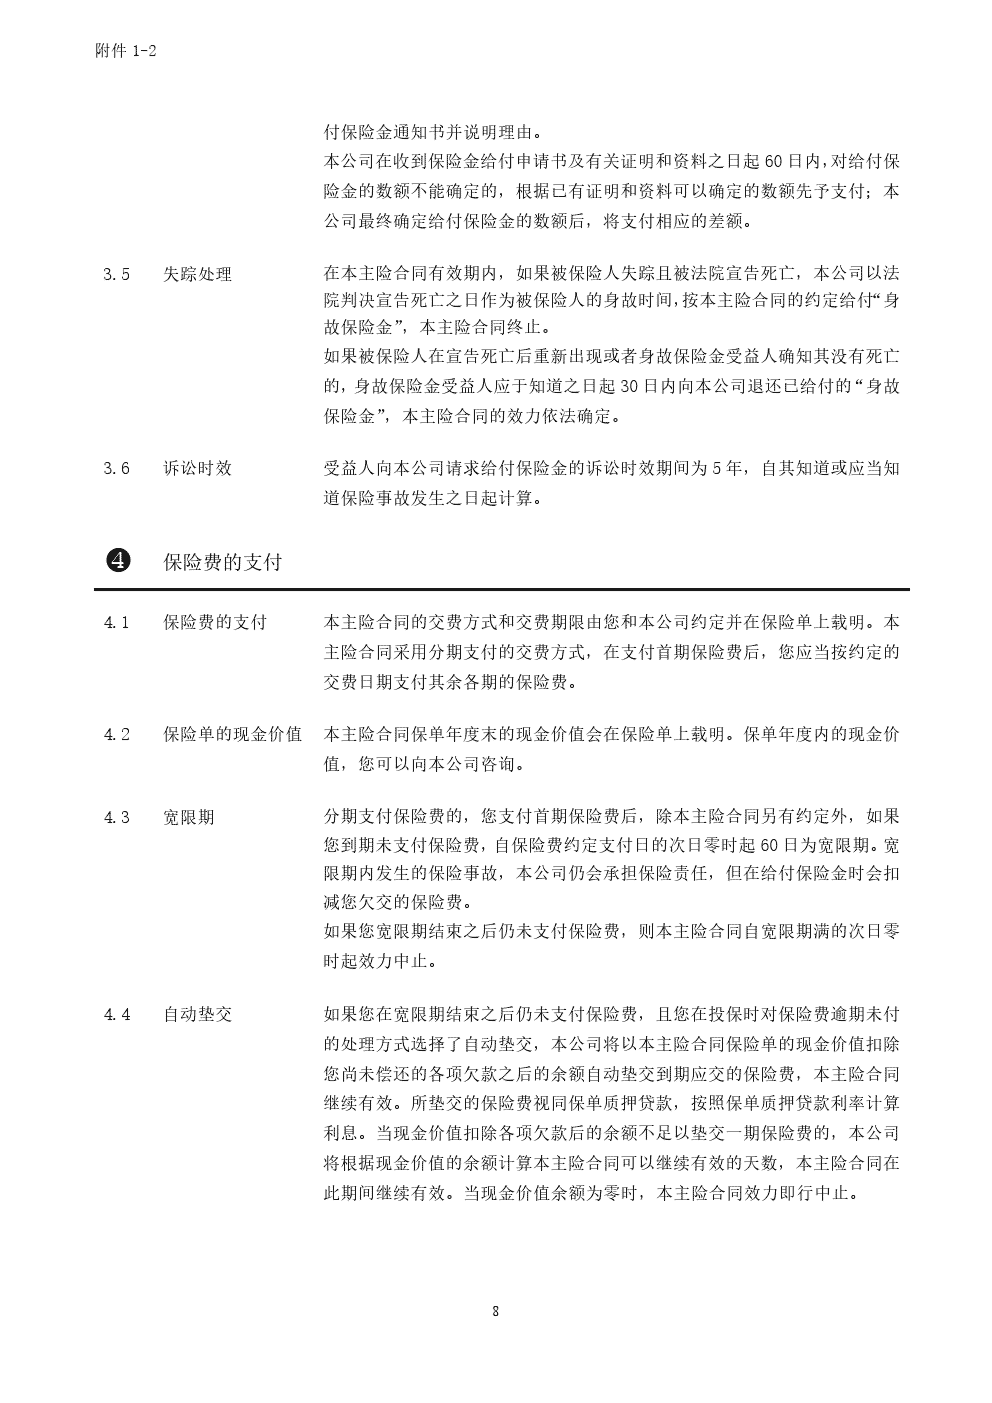 附件 1-2
付保险金通知书并说明理由。
本公司在收到保险金给付申请书及有关证明和资料之日起 60 日内，对给付保
险金的数额不能确定的，根据已有证明和资料可以确定的数额先予支付；本
公司最终确定给付保险金的数额后，将支付相应的差额。
3.5 失踪处理 在本主险合同有效期内，如果被保险人失踪且被法院宣告死亡，本公司以法
院判决宣告死亡之日作为被保险人的身故时间，按本主险合同的约定给付“身
故保险金”，本主险合同终止。
如果被保险人在宣告死亡后重新出现或者身故保险金受益人确知其没有死亡
的，身故保险金受益人应于知道之日起 30 日内向本公司退还已给付的“身故
保险金”，本主险合同的效力依法确定。
3.6 诉讼时效 受益人向本公司请求给付保险金的诉讼时效期间为 5 年，自其知道或应当知
道保险事故发生之日起计算。
❹ 保险费的支付
4.1 保险费的支付 本主险合同的交费方式和交费期限由您和本公司约定并在保险单上载明。本
主险合同采用分期支付的交费方式，在支付首期保险费后，您应当按约定的
交费日期支付其余各期的保险费。
4.2 保险单的现金价值 本主险合同保单年度末的现金价值会在保险单上载明。保单年度内的现金价
值，您可以向本公司咨询。
4.3 宽限期 分期支付保险费的，您支付首期保险费后，除本主险合同另有约定外，如果
您到期未支付保险费，自保险费约定支付日的次日零时起 60 日为宽限期。宽
限期内发生的保险事故，本公司仍会承担保险责任，但在给付保险金时会扣
减您欠交的保险费。
如果您宽限期结束之后仍未支付保险费，则本主险合同自宽限期满的次日零
时起效力中止。
4.4 自动垫交 如果您在宽限期结束之后仍未支付保险费，且您在投保时对保险费逾期未付
的处理方式选择了自动垫交，本公司将以本主险合同保险单的现金价值扣除
您尚未偿还的各项欠款之后的余额自动垫交到期应交的保险费，本主险合同
继续有效。所垫交的保险费视同保单质押贷款，按照保单质押贷款利率计算
利息。当现金价值扣除各项欠款后的余额不足以垫交一期保险费的，本公司
将根据现金价值的余额计算本主险合同可以继续有效的天数，本主险合同在
此期间继续有效。当现金价值余额为零时，本主险合同效力即行中止。
8